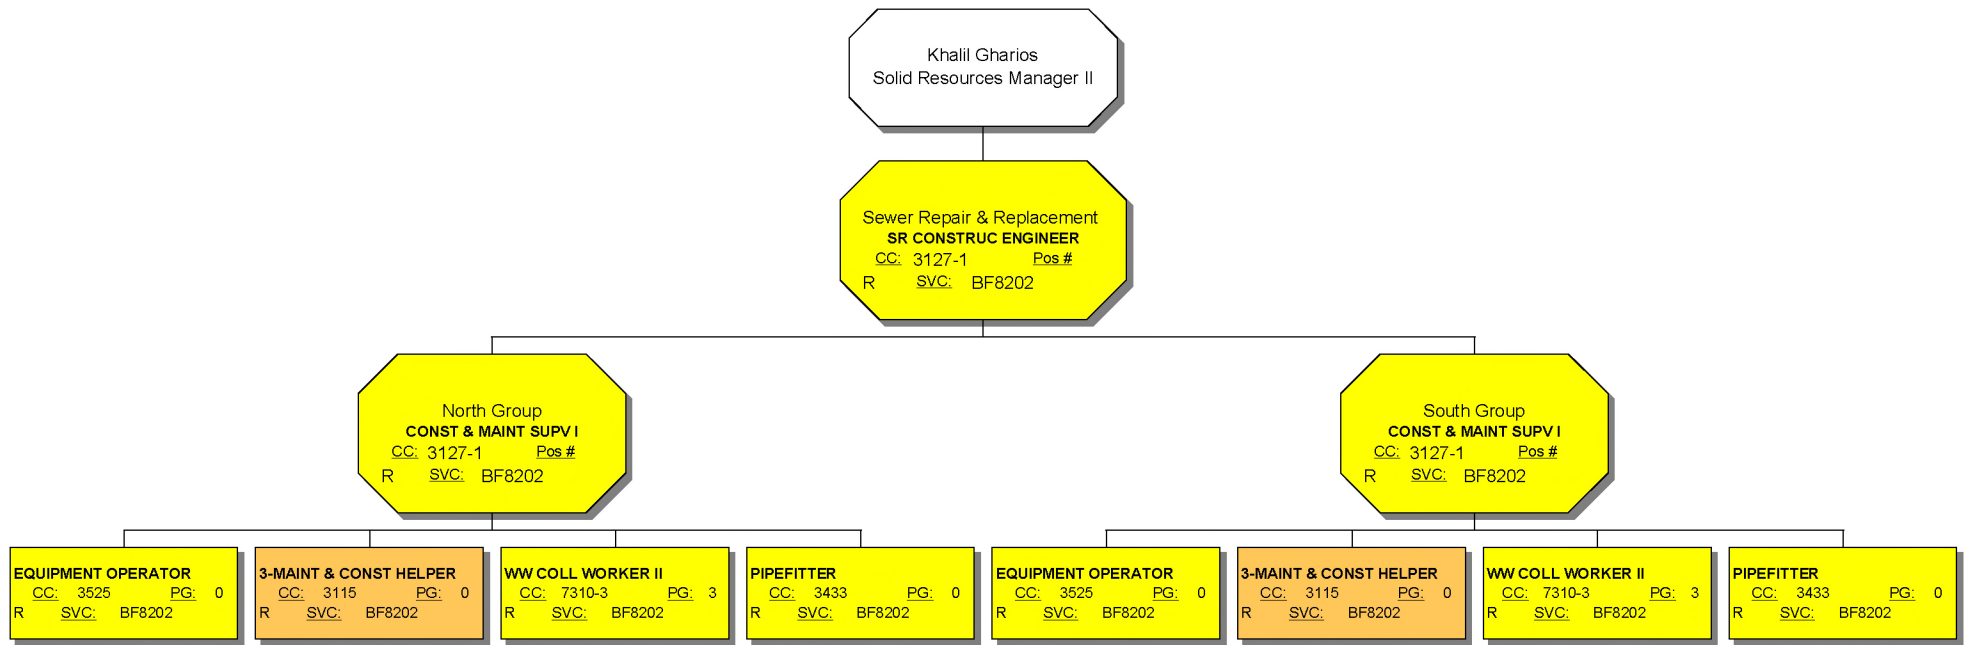 Khalil Gharios
Solid Resources Manager II
Sewer Repair & Replacement
SR CONSTRUC ENGINEER
CC: 3127-1 Pos #
R SVC: BF8202
North Group
CONST & MAINT SUPV I
CC: 3127-1 Pos #
R SVC: BF8202
South Group
CONST & MAINT SUPV I
CC: 3127-1 Pos #
R SVC: BF8202
EQUIPMENT OPERATOR
CC: 3525 PG: 0
R SVC: BF8202
3-MAINT & CONST HELPER
CC: 3115 PG: 0
R SVC: BF8202
WW COLL WORKER II
CC: 7310-3 PG: 3
R SVC: BF8202
PIPEFITTER
CC: 3433 PG: 0
R SVC: BF8202
EQUIPMENT OPERATOR
CC: 3525 PG: 0
R SVC: BF8202
3-MAINT & CONST HELPER
CC: 3115 PG: 0
R SVC: BF8202
WW COLL WORKER II
CC: 7310-3 PG: 3
R SVC: BF8202
PIPEFITTER
CC: 3433 PG: 0
R SVC: BF8202